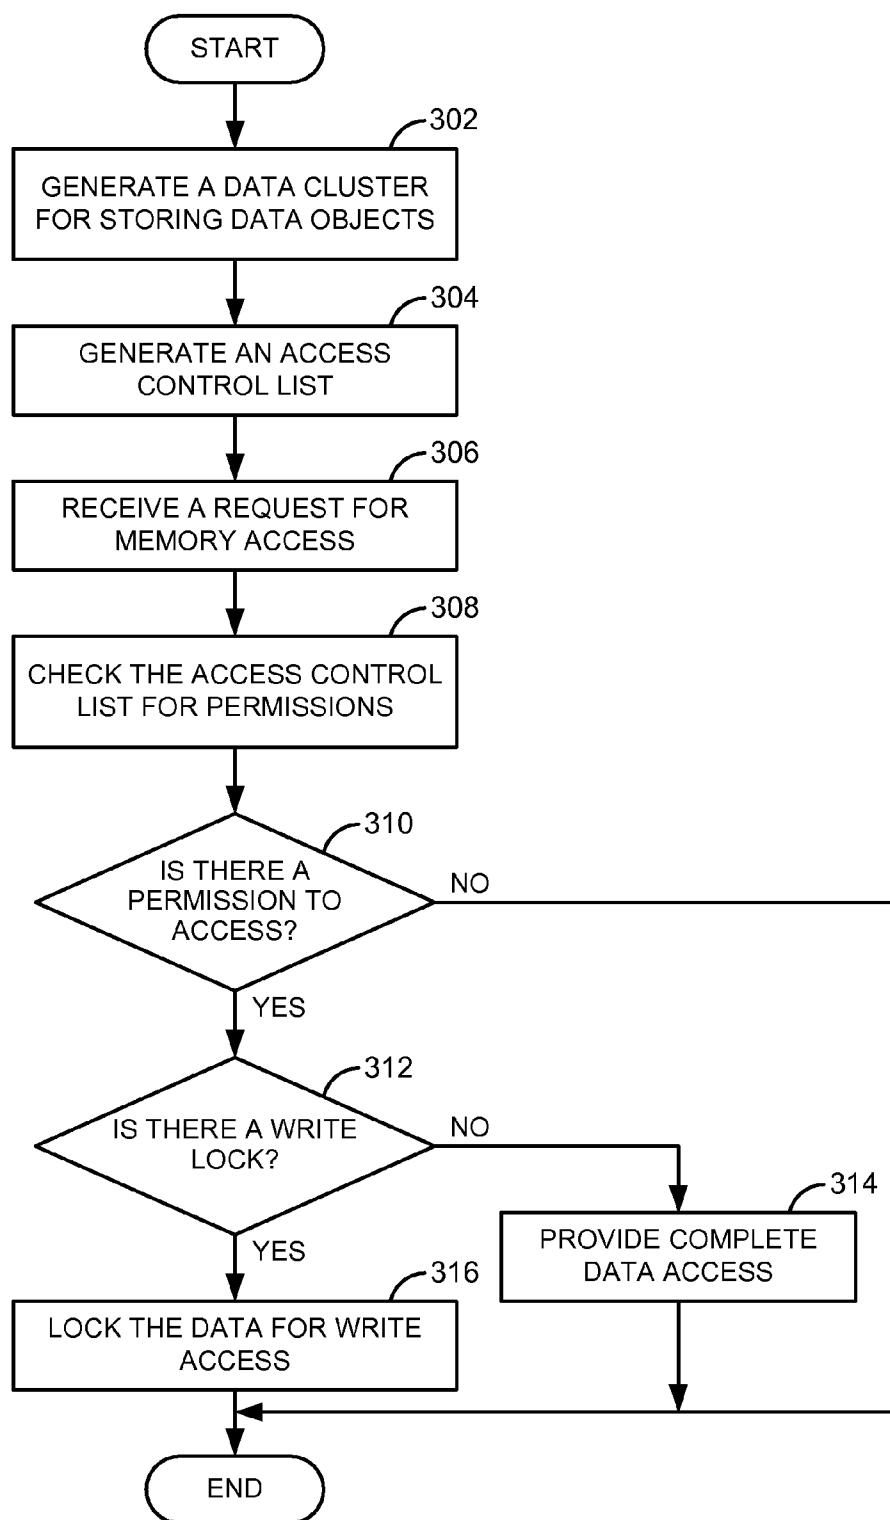 START
302
GENERATE A DATA CLUSTER
FOR STORING DATA OBJECTS
304
GENERATE AN ACCESS
CONTROL LIST
306
RECEIVE A REQUEST FOR
MEMORY ACCESS
308
CHECK THE ACCESS CONTROL
LIST FOR PERMISSIONS
310
IS THERE A
PERMISSION TO
ACCESS?
NO
YES
312
IS THERE A WRITE
LOCK?
NO
YES
314
PROVIDE COMPLETE
DATA ACCESS
316
LOCK THE DATA FOR WRITE
ACCESS
END